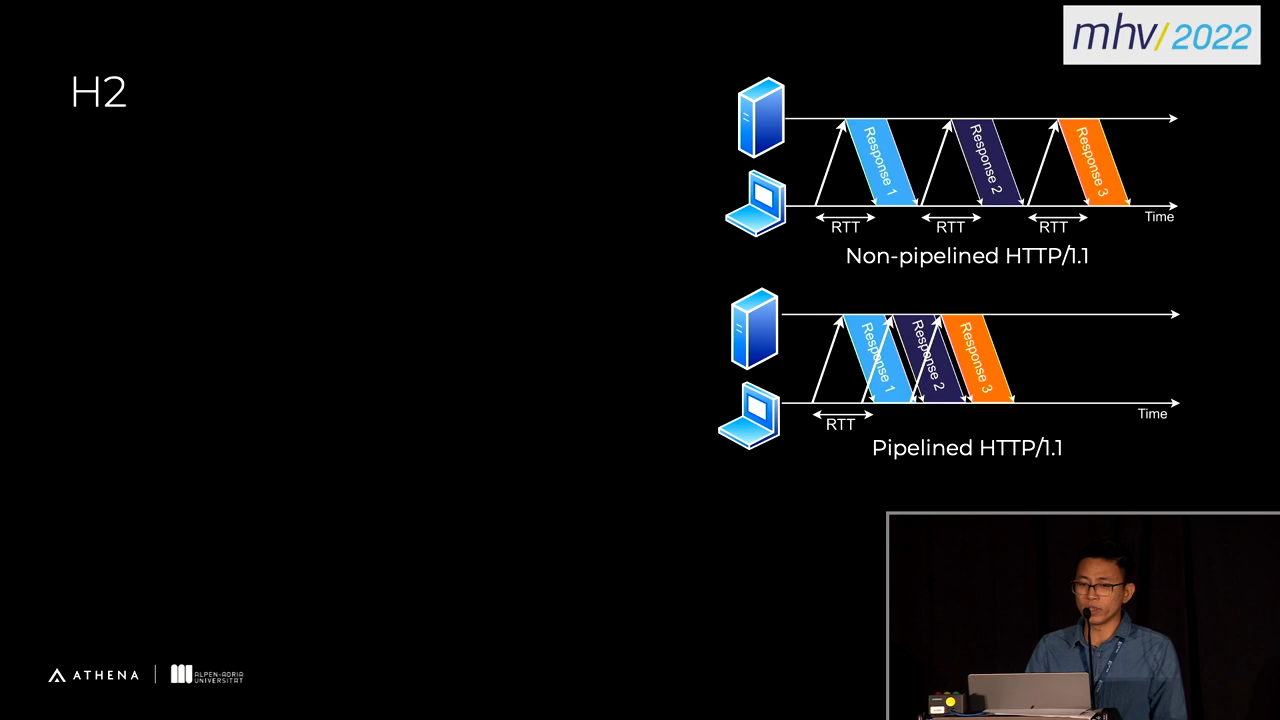 mhv/2022
H2
Response 1
Response 2
Response 3
RTT
RTT
RTT
Time
Non-pipelined HTTP/1.1
Response 1
Response 2
Response 3
RTT
Time
Pipelined HTTP/1.1
ATHENA
ALPEN-ADRIA
UNIVERSITÄT